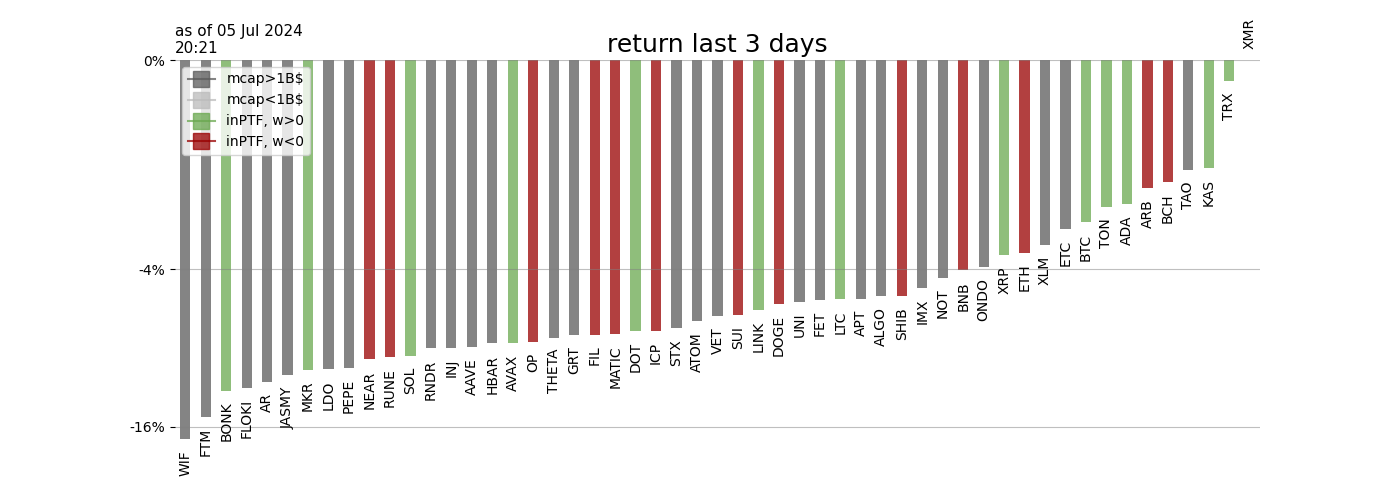 as of 05 Jul 2024
20:21
return last 3 days
XMR
0%
-4%
-16%
mcap>1B$
mcap<1B$
inPTF, w>0
inPTF, w<0
WIF
FTM
BONK
FLOKI
AR
JASMY
MKR
LDO
PEPE
NEAR
RUNE
SOL
RNDR
INJ
AAVE
HBAR
AVAX
OP
THETA
GRT
FIL
MATIC
DOT
ICP
STX
ATOM
VET
SUI
LINK
DOGE
UNI
FET
LTC
APT
ALGO
SHIB
IMX
NOT
BNB
ONDO
XRP
ETH
XLM
ETC
BTC
TON
ADA
ARB
BCH
TAO
KAS
TRX